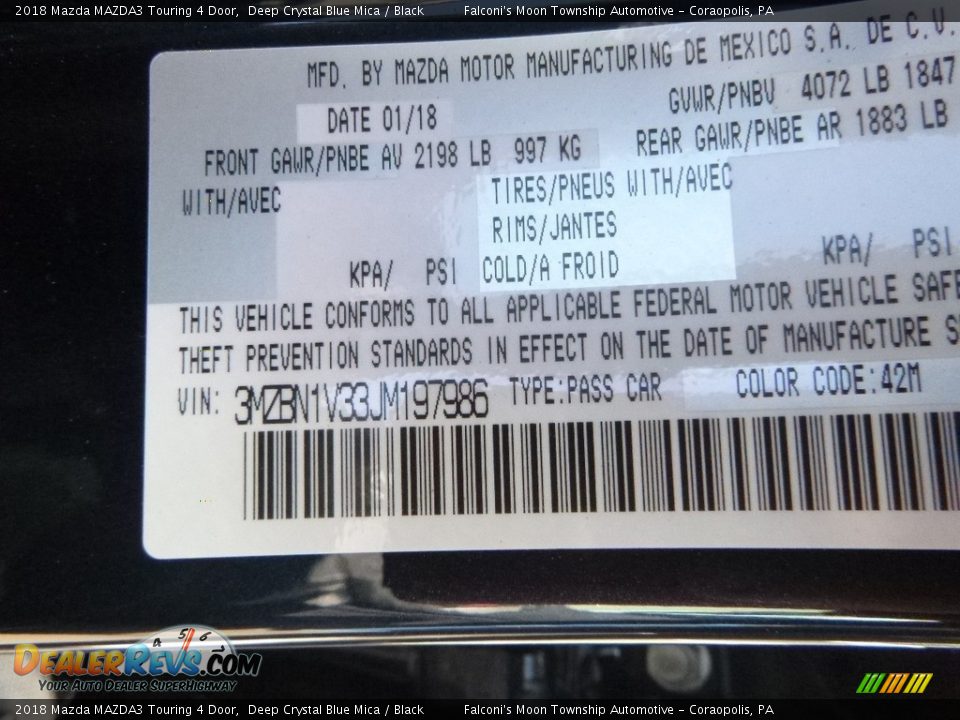 2018 Mazda MAZDA3 Touring 4 Door, Deep Crystal Blue Mica / Black Falconi's Moon Township Automotive - Coraopolis, PA
MFD. BY MAZDA MOTOR MANUFACTURING DE MEXICO S.A. DE C.V.
DATE 01/18 GVWR/PNBV 4072 LB 1847
FRONT GAWR/PNBE AV 2198 LB 997 KG REAR GAWR/PNBE AR 1883 LB
WITH/AVEC TIRES/PNEUS WITH/AVEC
RIMS/JANTES
KPA/ PSI COLD/A FROID KPA/ PSI
THIS VEHICLE CONFORMS TO ALL APPLICABLE FEDERAL MOTOR VEHICLE SAFE
THEFT PREVENTION STANDARDS IN EFFECT ON THE DATE OF MANUFACTURE S
VIN: 3MZBN1V33JM197986 TYPE:PASS CAR COLOR CODE:42M
4 5 6
DEALERREVS.COM
YOUR AUTO DEALER SUPERHIGHWAY
2018 Mazda MAZDA3 Touring 4 Door, Deep Crystal Blue Mica / Black Falconi's Moon Township Automotive - Coraopolis, PA